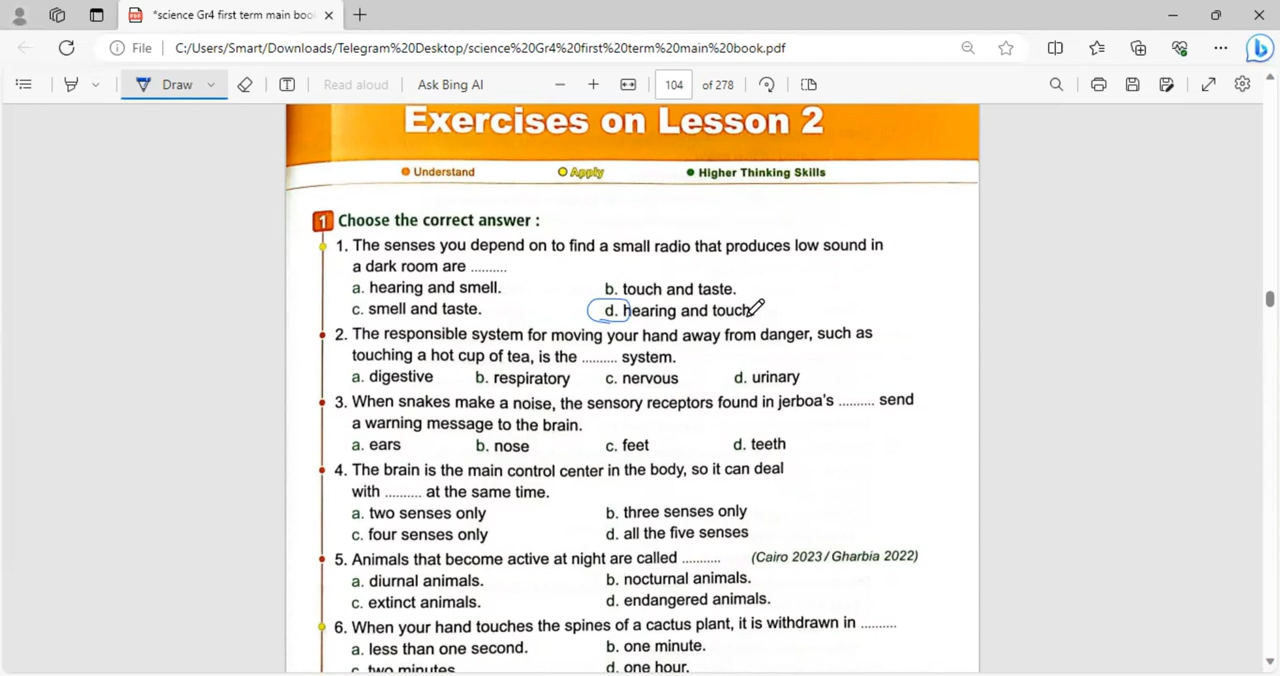 *science Gr4 first term main boo
File
C:/Users/Smart/Downloads/Telegram%20Desktop/science%20Gr4%20first%20term%20main%20book.pdf
Draw
Read aloud
Ask Bing AI
104 of 278
Exercises on Lesson 2
Understand
Apply
Higher Thinking Skills
1 Choose the correct answer :
1. The senses you depend on to find a small radio that produces low sound in
a dark room are ..........
a. hearing and smell. b. touch and taste.
c. smell and taste. d. hearing and touch
2. The responsible system for moving your hand away from danger, such as
touching a hot cup of tea, is the .......... system.
a. digestive b. respiratory c. nervous d. urinary
3. When snakes make a noise, the sensory receptors found in jerboa's .......... send
a warning message to the brain.
a. ears b. nose c. feet d. teeth
4. The brain is the main control center in the body, so it can deal
with .......... at the same time.
a. two senses only b. three senses only
c. four senses only d. all the five senses
5. Animals that become active at night are called .......... (Cairo 2023 / Gharbia 2022)
a. diurnal animals. b. nocturnal animals.
c. extinct animals. d. endangered animals.
6. When your hand touches the spines of a cactus plant, it is withdrawn in ..........
a. less than one second. b. one minute.
c. two minutes d. one hour.